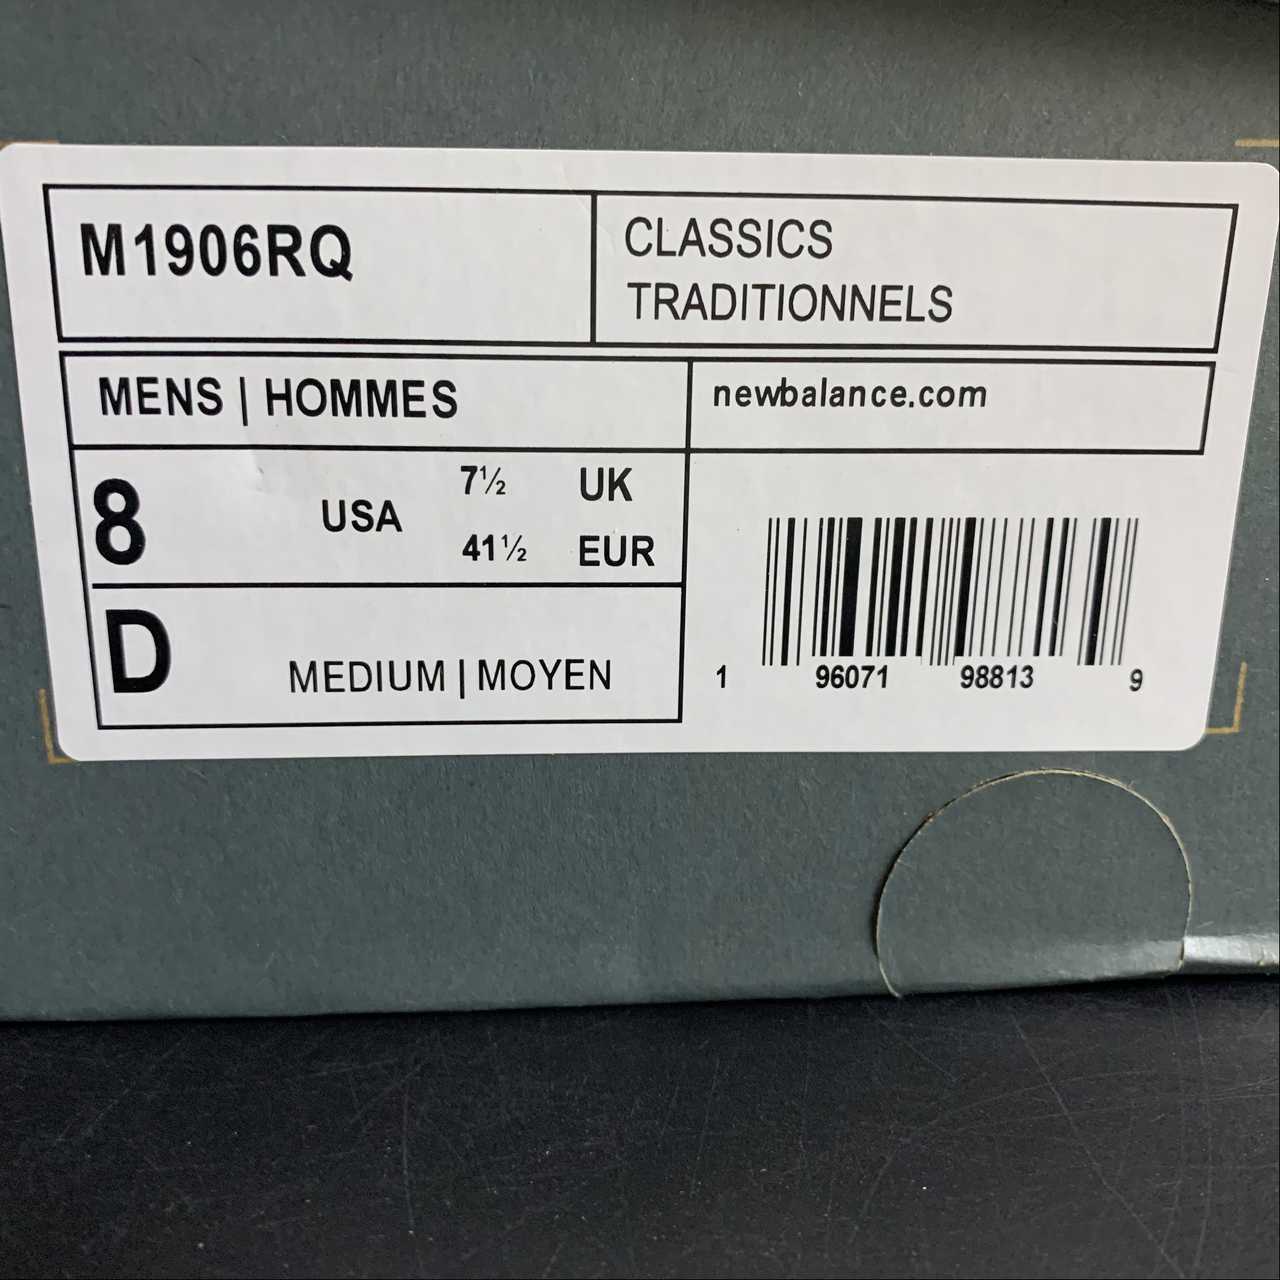 M1906RQ
CLASSICS
TRADITIONNELS
MENS | HOMMES
newbalance.com
8 USA 7½ UK
41½ EUR
D MEDIUM | MOYEN
1 96071 98813 9